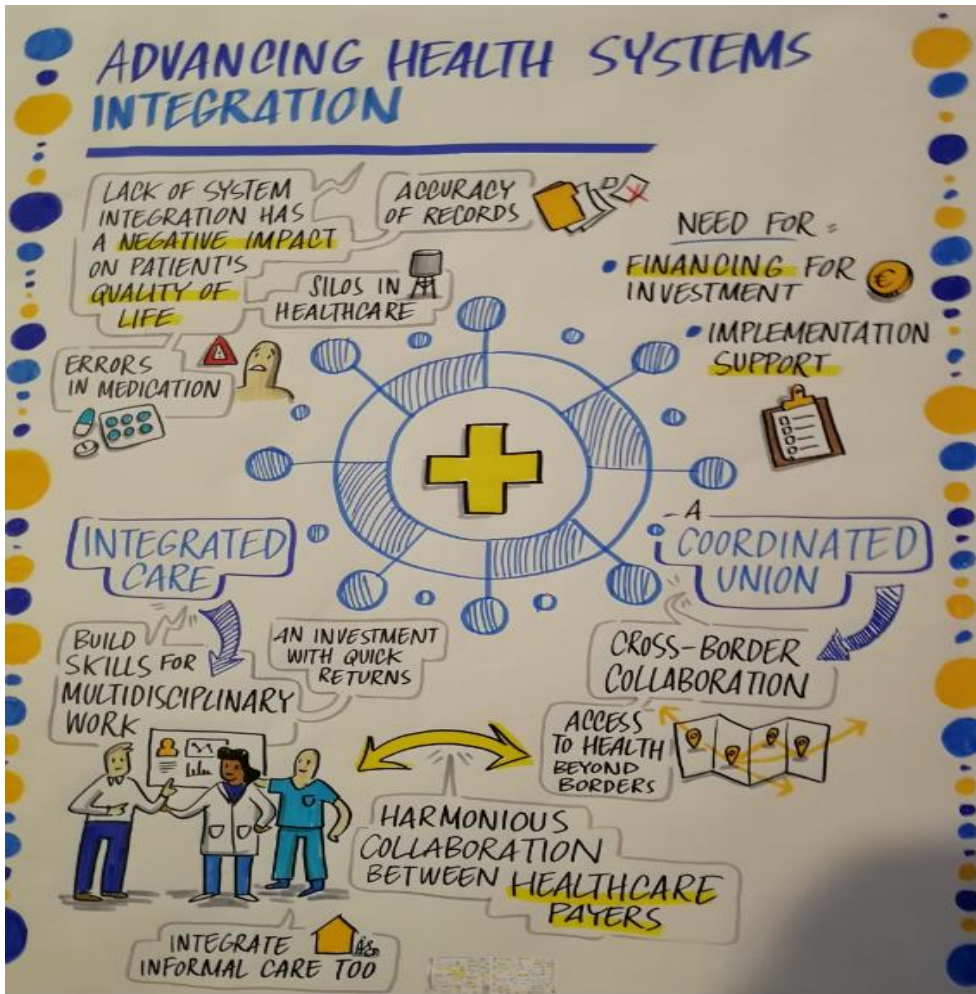 ADVANCING HEALTH SYSTEMS
INTEGRATION
LACK OF SYSTEM
INTEGRATION HAS
A NEGATIVE IMPACT
ON PATIENT'S
QUALITY OF
LIFE
ACCURACY
OF RECORDS
SILOS IN
HEALTHCARE
ERRORS
IN MEDICATION
NEED FOR:
• FINANCING FOR
INVESTMENT
€
• IMPLEMENTATION
SUPPORT
INTEGRATED
CARE
BUILD
SKILLS FOR
MULTIDISCIPLINARY
WORK
AN INVESTMENT
WITH QUICK
RETURNS
A
COORDINATED
UNION
CROSS-BORDER
COLLABORATION
ACCESS
TO HEALTH
BEYOND
BORDERS
HARMONIOUS
COLLABORATION
BETWEEN HEALTHCARE
PAYERS
INTEGRATE
INFORMAL CARE TOO